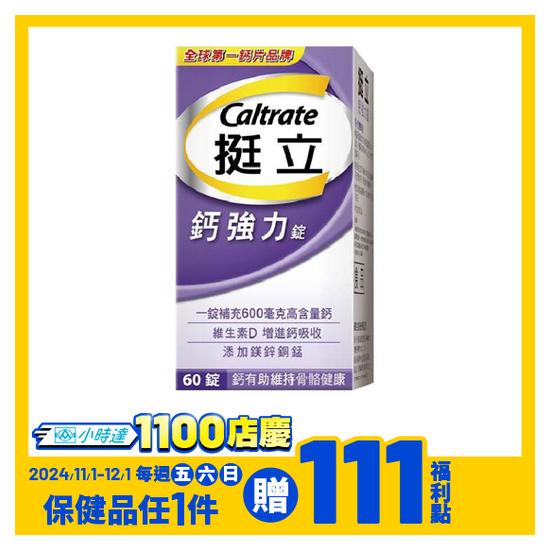 全球第一鈣片品牌
Caltrate
挺立
鈣強力錠
一錠補充600毫克高含量鈣
維生素D 增進鈣吸收
添加鎂鋅銅錳
60錠 鈣有助維持骨骼健康
小時達 1100店慶
2024/11/1-12/1 每週五六日
保健品任1件 贈 111 福利點